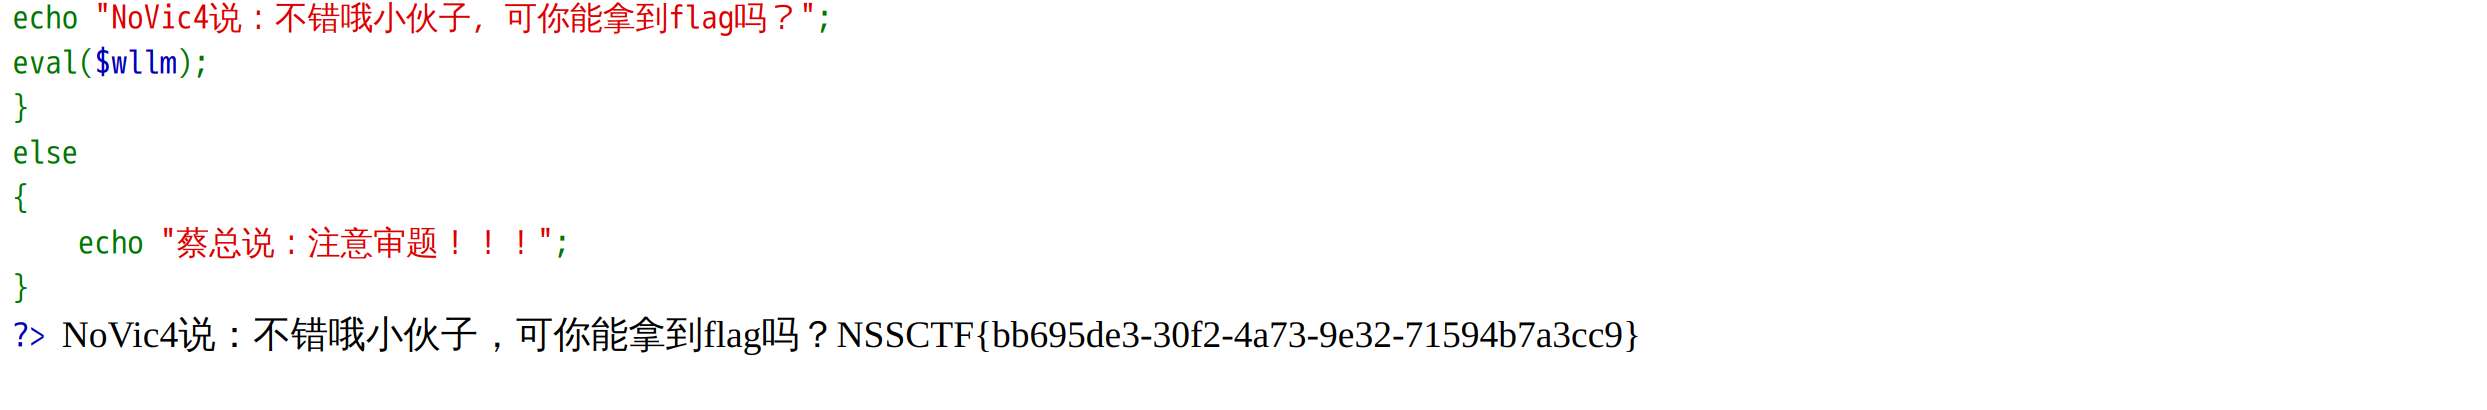 echo "NoVic4说：不错哦小伙子，可你能拿到flag吗？";
eval($wllm);
}
else
{
    echo "蔡总说：注意审题！！！";
}
?> NoVic4说：不错哦小伙子，可你能拿到flag吗？NSSCTF{bb695de3-30f2-4a73-9e32-71594b7a3cc9}